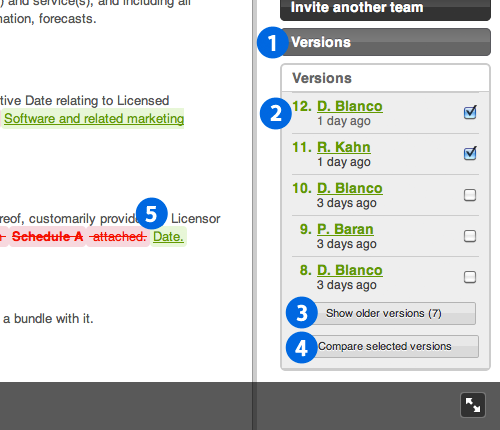 ) and service(s), and including all
mation, forecasts.
tive Date relating to Licensed
Software and related marketing
5
reof, customarily provide Licensor
Schedule A attached. Date.
a bundle with it.
Invite another team
1 Versions
Versions
2 12. D. Blanco
1 day ago
11. R. Kahn
1 day ago
10. D. Blanco
3 days ago
9. P. Baran
3 days ago
8. D. Blanco
3 days ago
3 Show older versions (7)
4 Compare selected versions